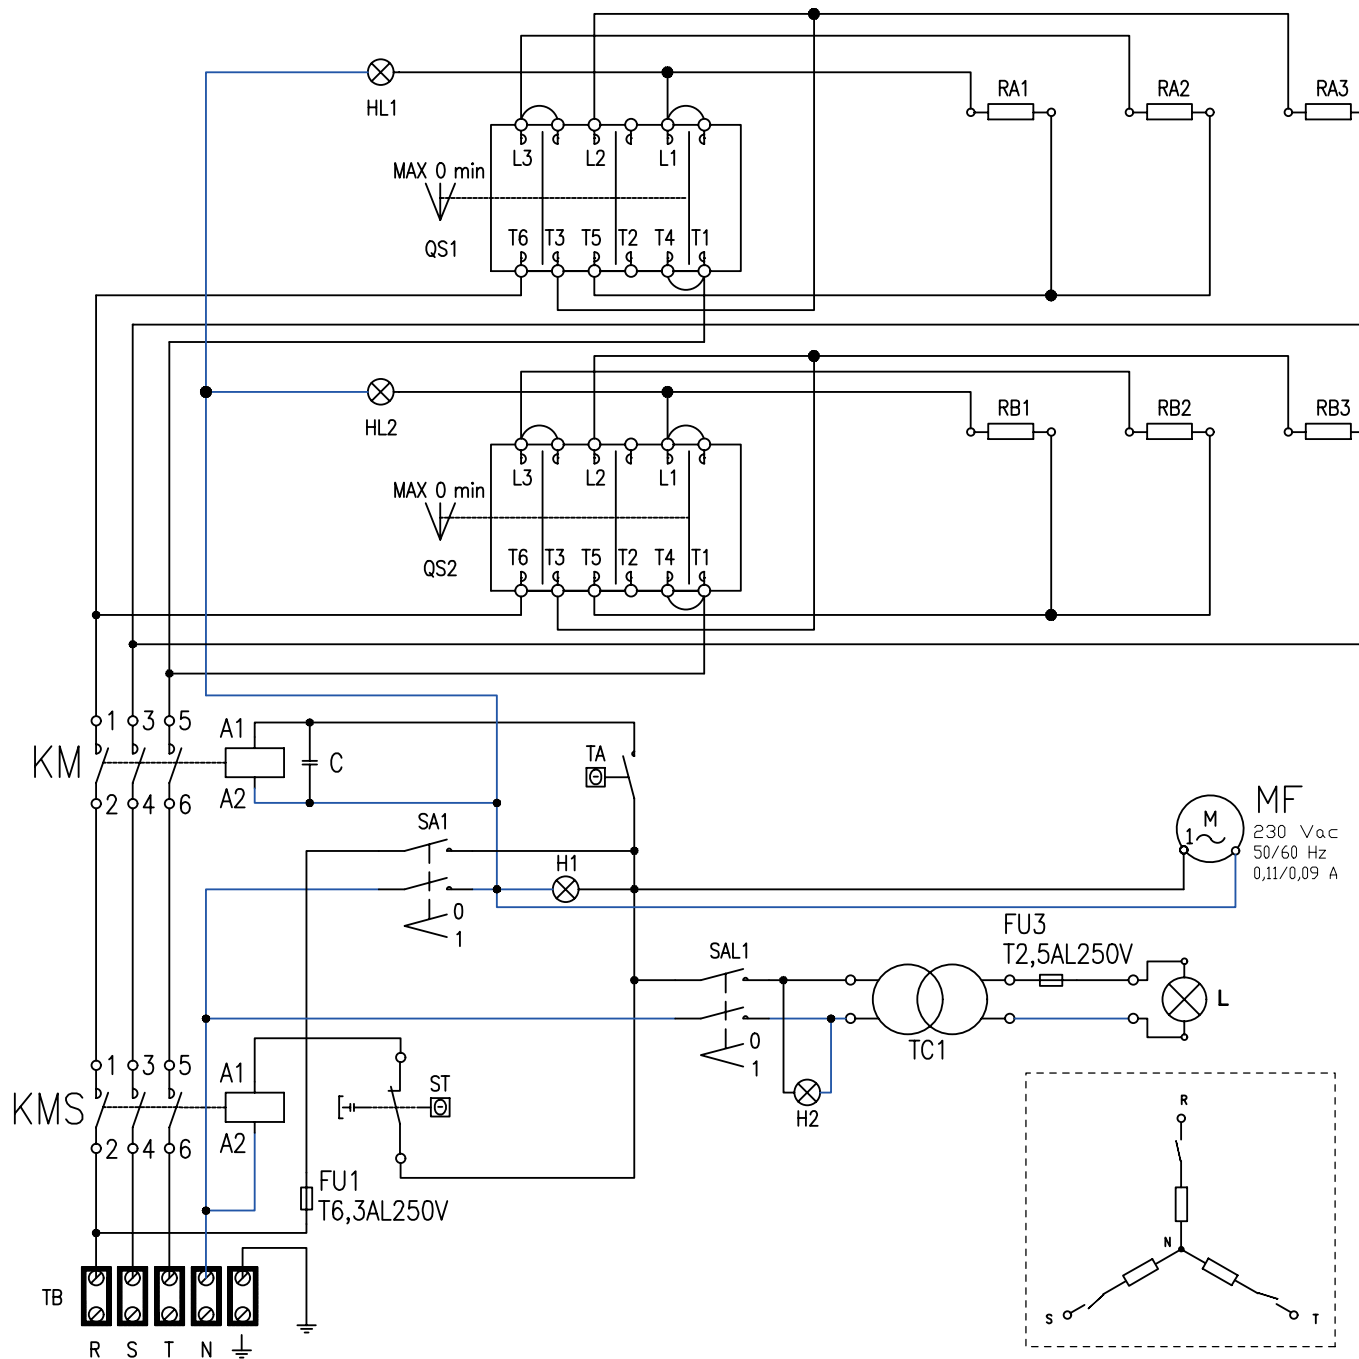 RA1 RA2 RA3
HL1
L3 L2 L1
MAX 0 min
T6 T3 T5 T2 T4 T1
QS1
RB1 RB2 RB3
HL2
L3 L2 L1
MAX 0 min
T6 T3 T5 T2 T4 T1
QS2
1 3 5 A1
KM C TA
2 4 6 A2
MF
M
1
230 Vac
50/60 Hz
0,11/0,09 A
SA1
H1
0
1
FU3
T2,5AL250V
SAL1
L
0
1
TC1
1 3 5 A1
KMS ST
2 4 6 A2
H2
FU1
T6,3AL250V
R
N
S T
TB
R S T N